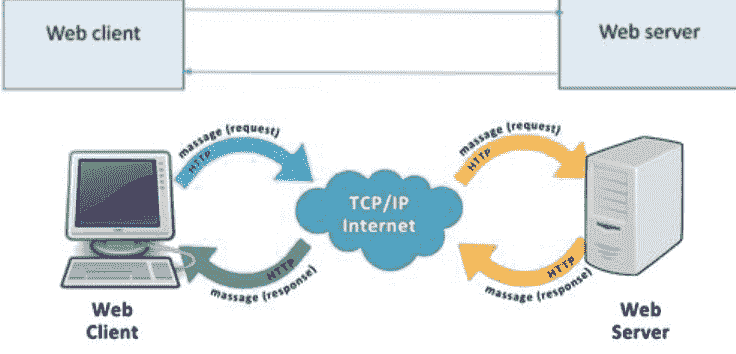 Web client
Web server
massage (request)
HTTP
massage (request)
HTTP
TCP/IP
Internet
HTTP
massage (response)
HTTP
massage (response)
Web
Client
Web
Server